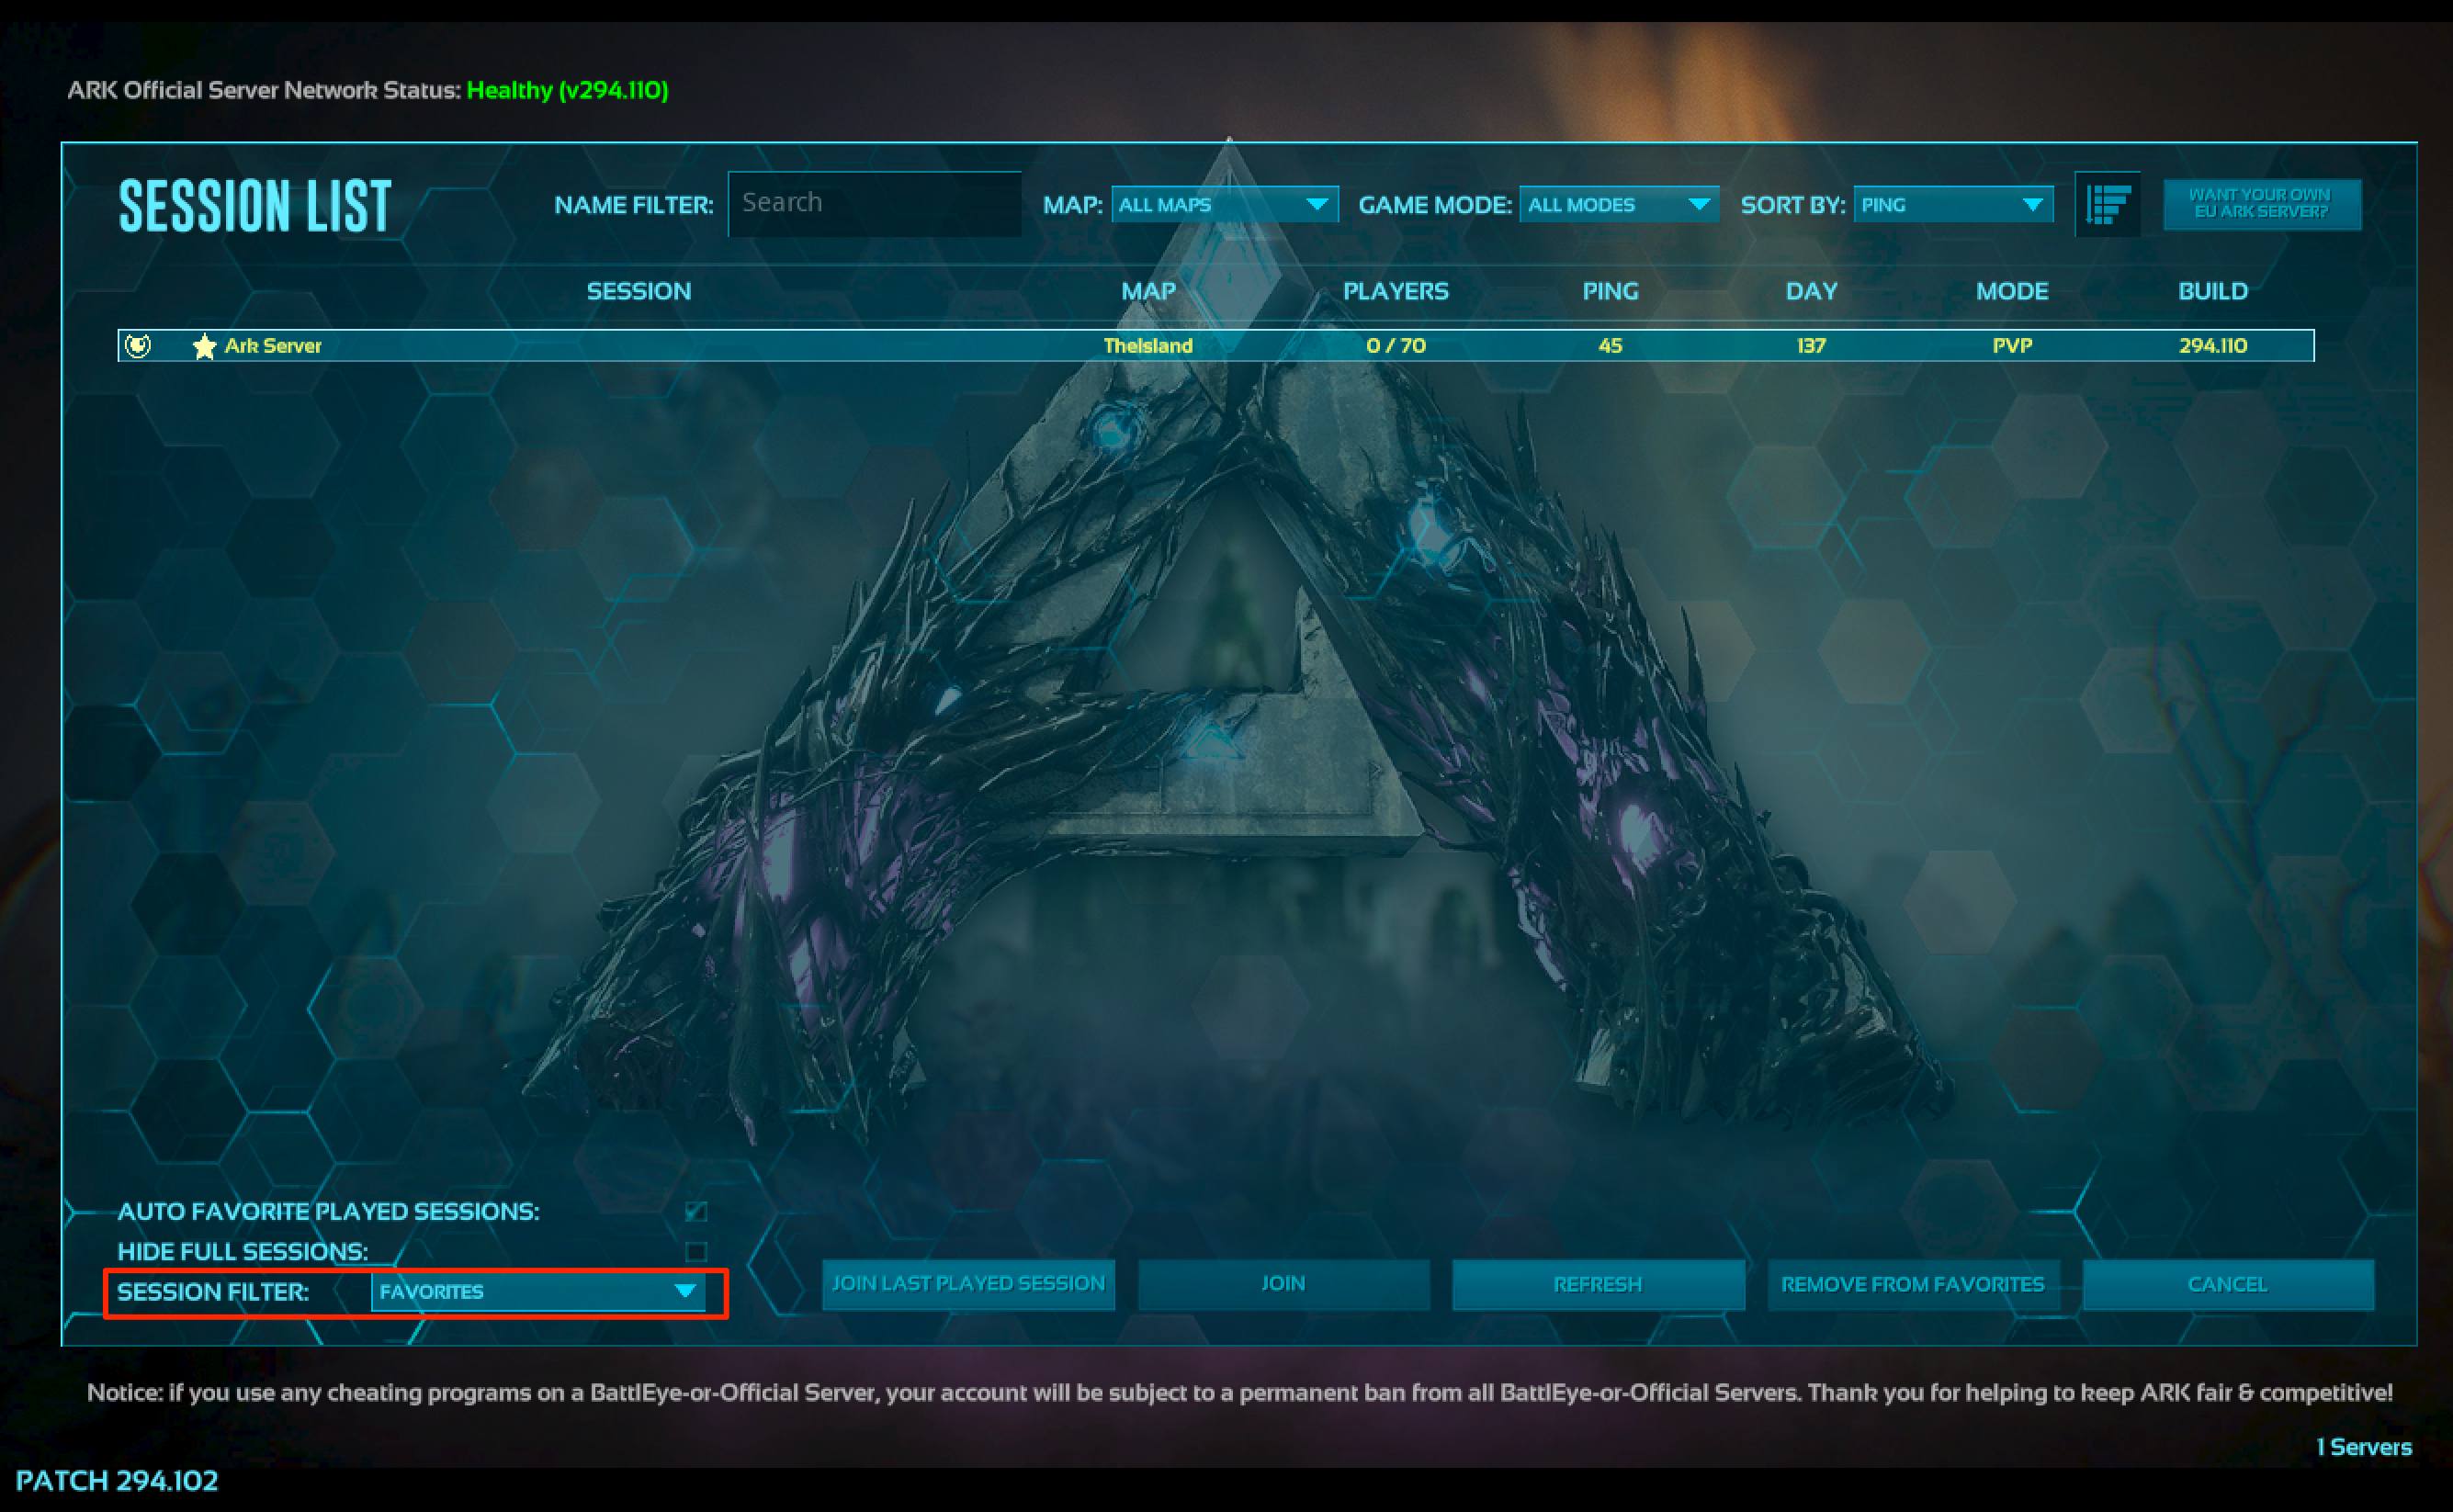 ARK Official Server Network Status: Healthy (v294.110)
SESSION LIST
NAME FILTER: Search
MAP: ALL MAPS
GAME MODE: ALL MODES
SORT BY: PING
WANT YOUR OWN
EU ARK SERVER?
SESSION MAP PLAYERS PING DAY MODE BUILD
Ark Server TheIsland 0 / 70 45 137 PVP 294.110
AUTO FAVORITE PLAYED SESSIONS:
HIDE FULL SESSIONS:
SESSION FILTER: FAVORITES
JOIN LAST PLAYED SESSION
JOIN
REFRESH
REMOVE FROM FAVORITES
CANCEL
Notice: if you use any cheating programs on a BattlEye-or-Official Server, your account will be subject to a permanent ban from all BattlEye-or-Official Servers. Thank you for helping to keep ARK fair & competitive!
1 Servers
PATCH 294.102